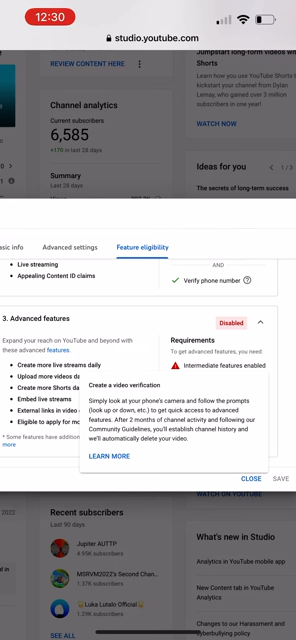 12:30
studio.youtube.com
REVIEW CONTENT HERE
Jumpstart long-form videos wit
Shorts
Learn how to use YouTube Shorts t
kickstart your channel from Dylan
Lemay, who gained over 3 million
subscribers in one year!
WATCH NOW
Channel analytics
Current subscribers
6,585
+170 in last 28 days
Summary
Last 28 days
Ideas for you
1 / 3
The secrets of long-term success
asic info
Advanced settings
Feature eligibility
Live streaming
Appealing Content ID claims
AND
Verify phone number
3. Advanced features
Disabled
Expand your reach on YouTube and beyond with
these advanced features.
Requirements
To get advanced features, you need:
Intermediate features enabled
Create more live streams daily
Upload more videos da
Create more Shorts da
Embed live streams
External links in video
Eligible to apply for mo
* Some features have addition
more
Create a video verification
Simply look at your phone's camera and follow the prompts
(look up or down, etc.) to get quick access to advanced
features. After 2 months of channel activity and following our
Community Guidelines, you'll establish channel history and
we'll automatically delete your video.
LEARN MORE
CLOSE
SAVE
WATCH ON YOUTUBE
2022
Recent subscribers
Last 90 days
Jupiter AUTTP
4.95K subscribers
MSRVM2022's Second Chan...
1.37K subscribers
Luka Lutalo Official
1.29K subscribers
SEE ALL
d in
What's new in Studio
Analytics in YouTube mobile app
New Content tab in YouTube
Analytics
Changes to our Harassment and
cyberbullying policy